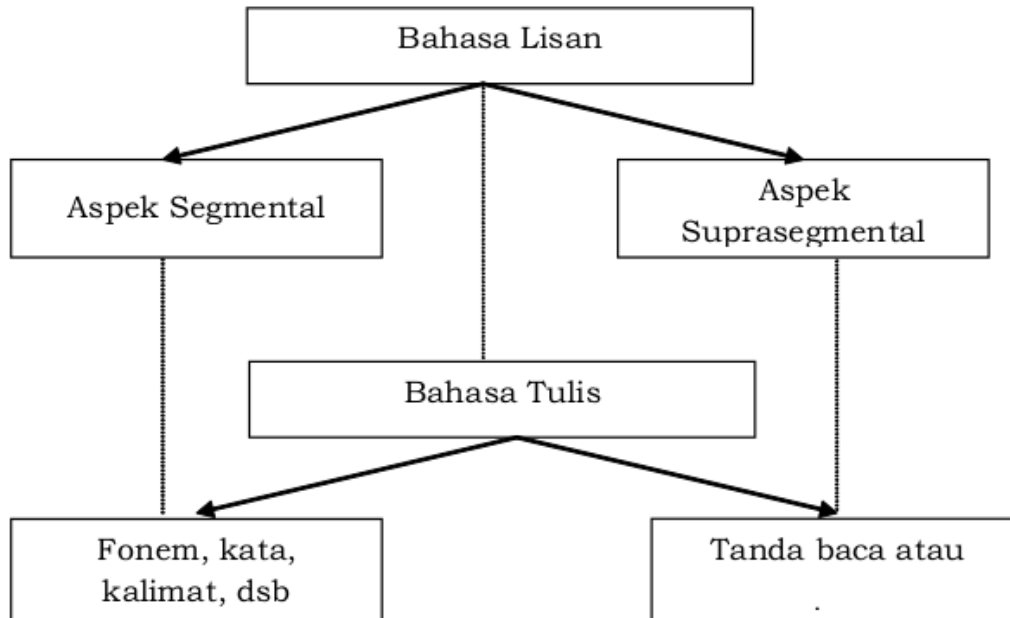 Bahasa Lisan
Aspek Segmental
Aspek
Suprasegmental
Bahasa Tulis
Fonem, kata,
kalimat, dsb
Tanda baca atau